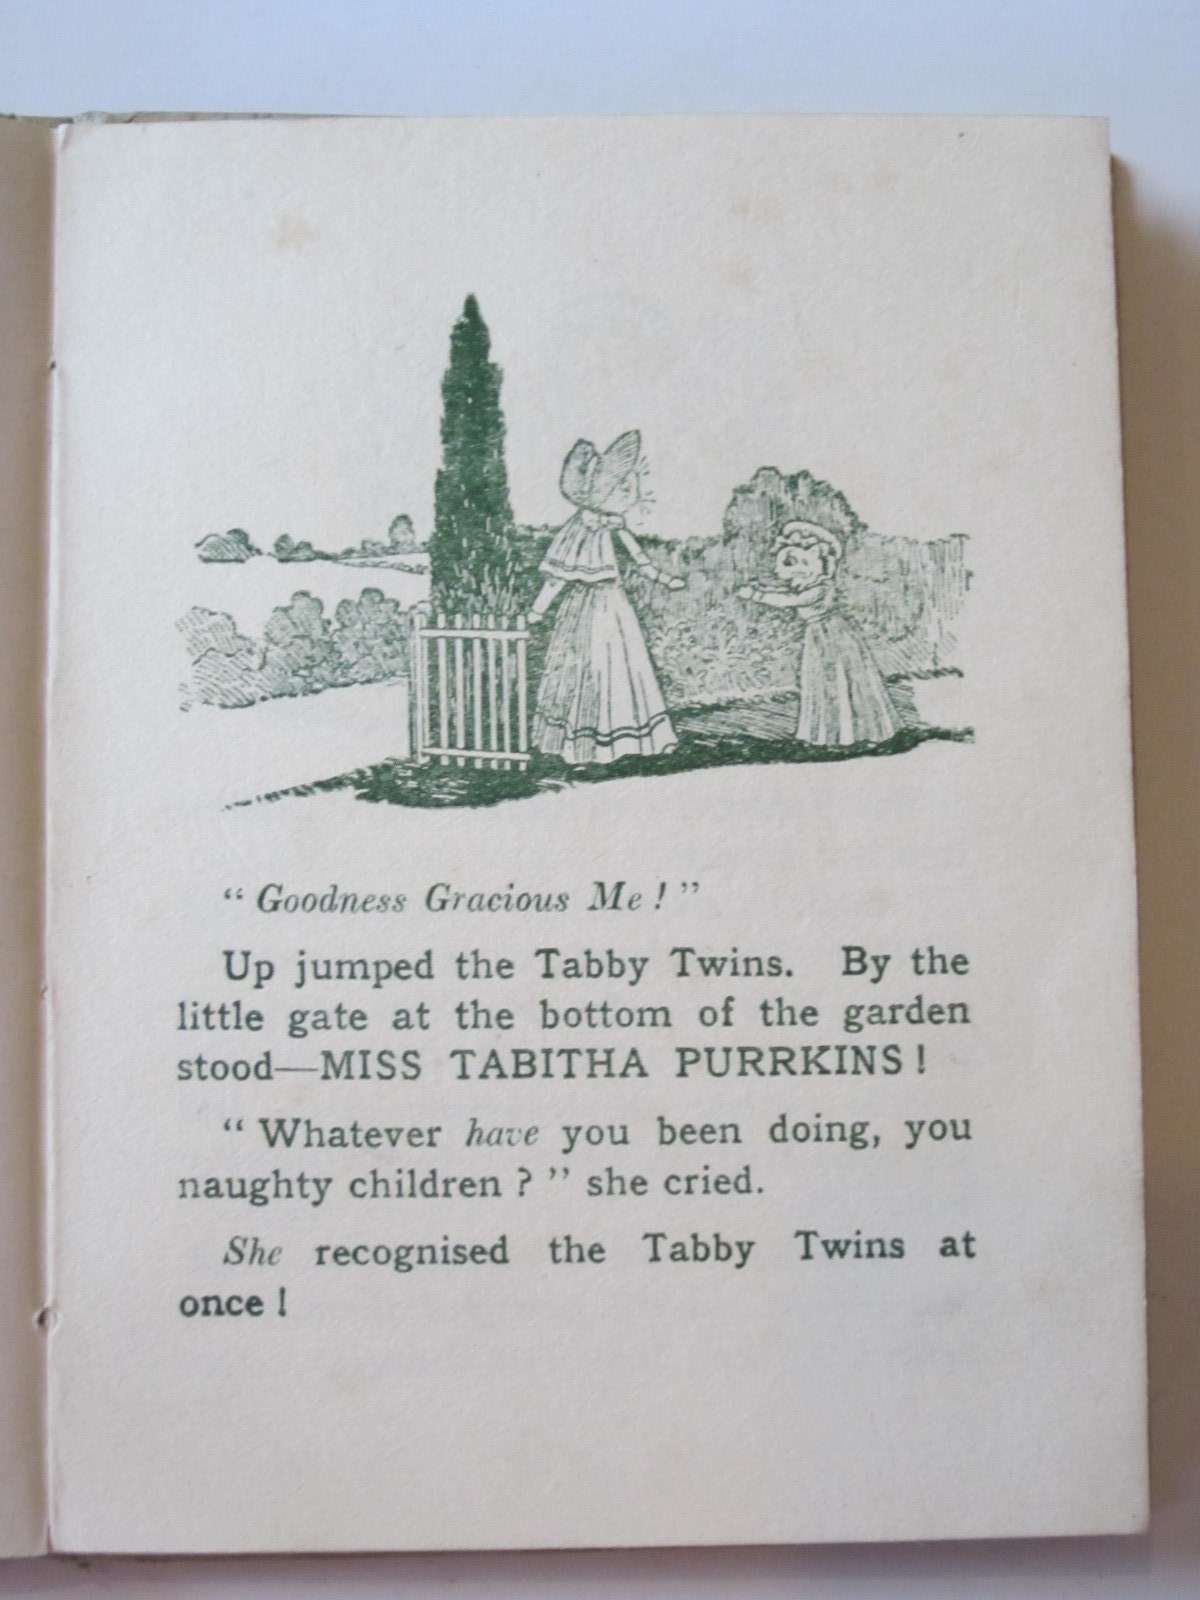 “ Goodness Gracious Me ! ”
Up jumped the Tabby Twins. By the
little gate at the bottom of the garden
stood—MISS TABITHA PURRKINS !
“ Whatever have you been doing, you
naughty children ? ” she cried.
She recognised the Tabby Twins at
once !